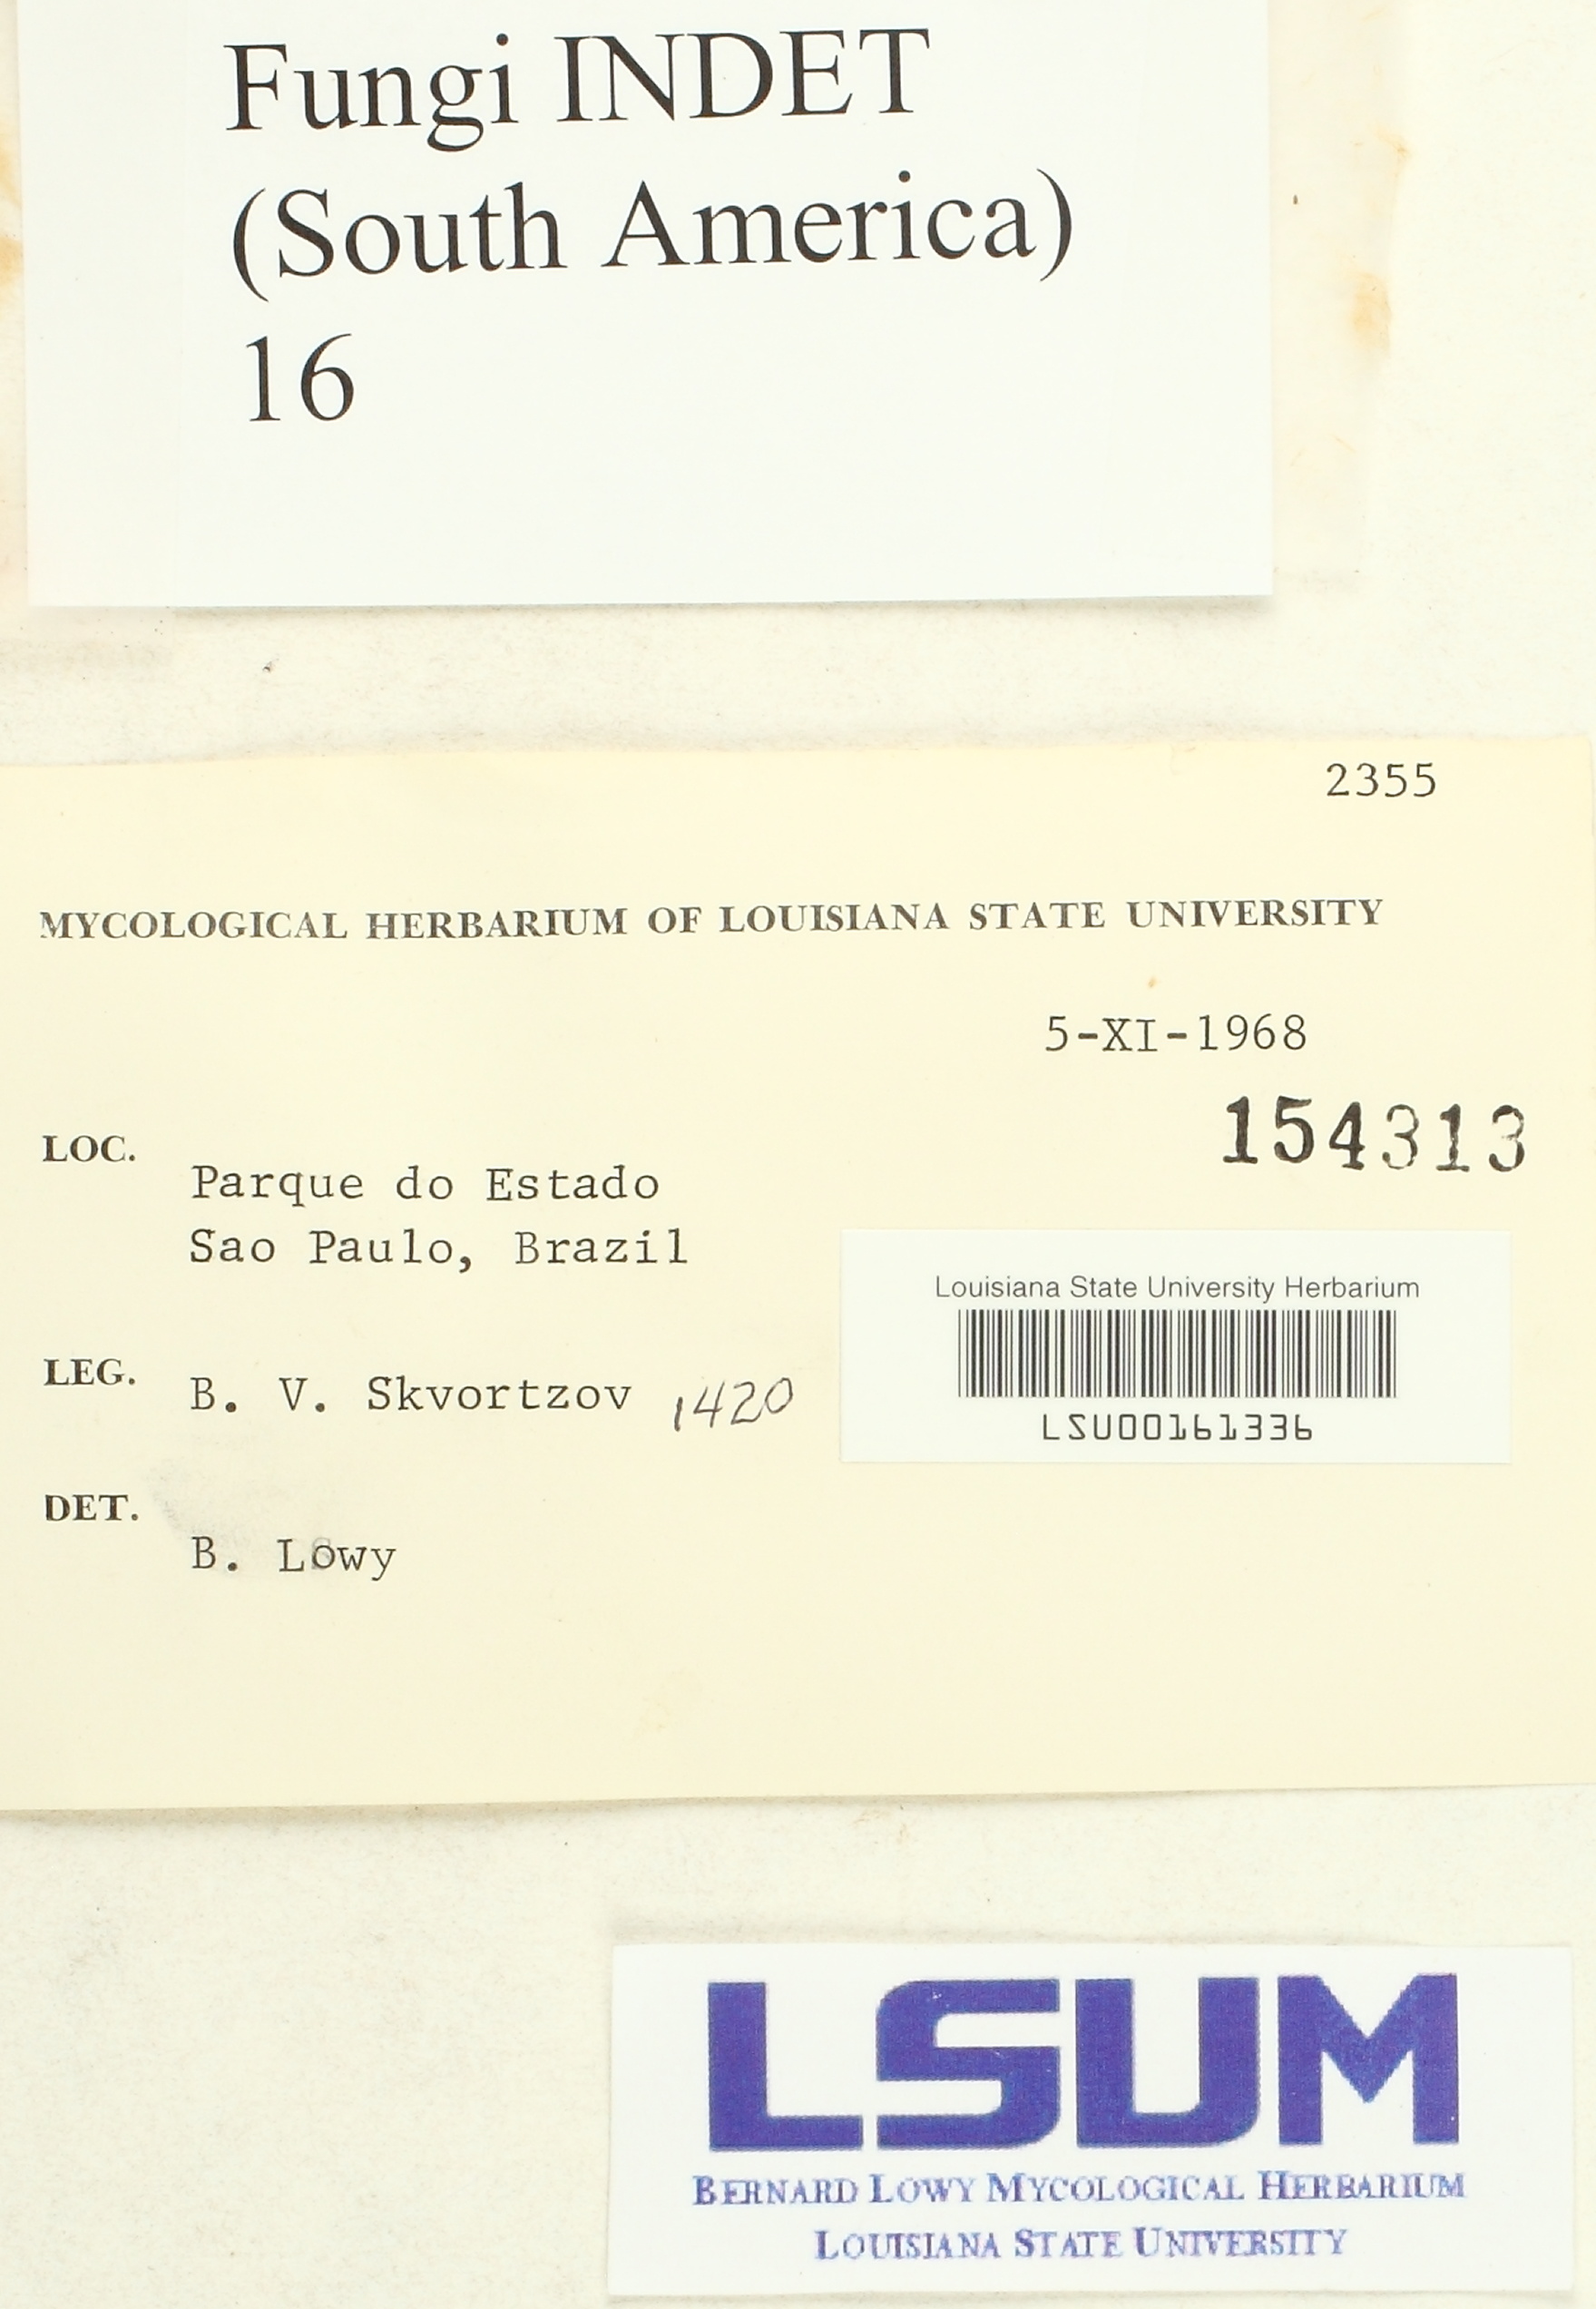 Fungi INDET
(South America)
16
2355
MYCOLOGICAL HERBARIUM OF LOUISIANA STATE UNIVERSITY
5-XI-1968
154313
LOC.
Parque do Estado
Sao Paulo, Brazil
Louisiana State University Herbarium
LSU00161336
LEG.
B. V. Skvortzov 1420
DET.
B. Lowy
LSUM
BERNARD LOWY MYCOLOGICAL HERBARIUM
LOUISIANA STATE UNIVERSITY